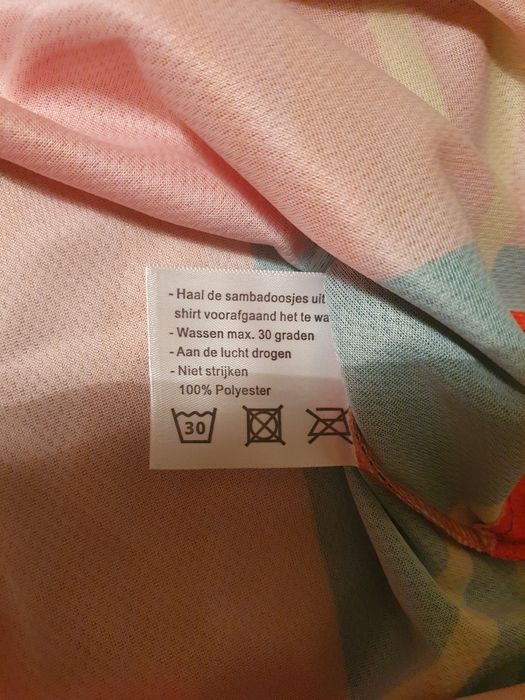 - Haal de sambadoosjes uit
shirt voorafgaand het te wa
- Wassen max. 30 graden
- Aan de lucht drogen
- Niet strijken
100% Polyester
30